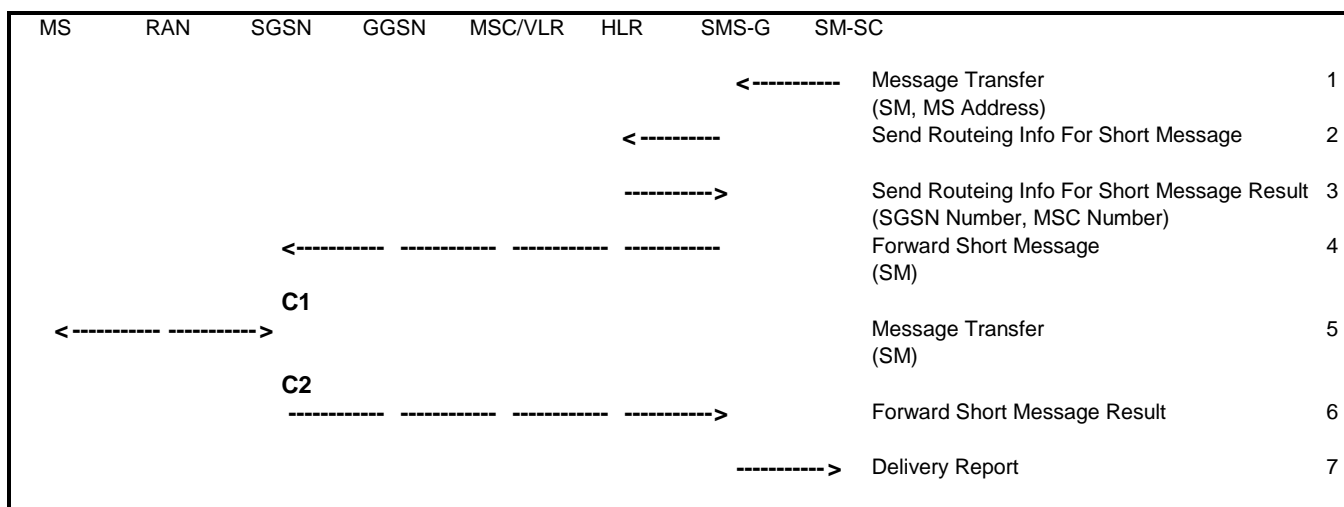 MS RAN SGSN GGSN MSC/VLR HLR SMS-G SM-SC
Message Transfer 1
(SM, MS Address)
Send Routeing Info For Short Message 2
Send Routeing Info For Short Message Result 3
(SGSN Number, MSC Number)
Forward Short Message 4
(SM)
C1
Message Transfer 5
(SM)
C2
Forward Short Message Result 6
Delivery Report 7